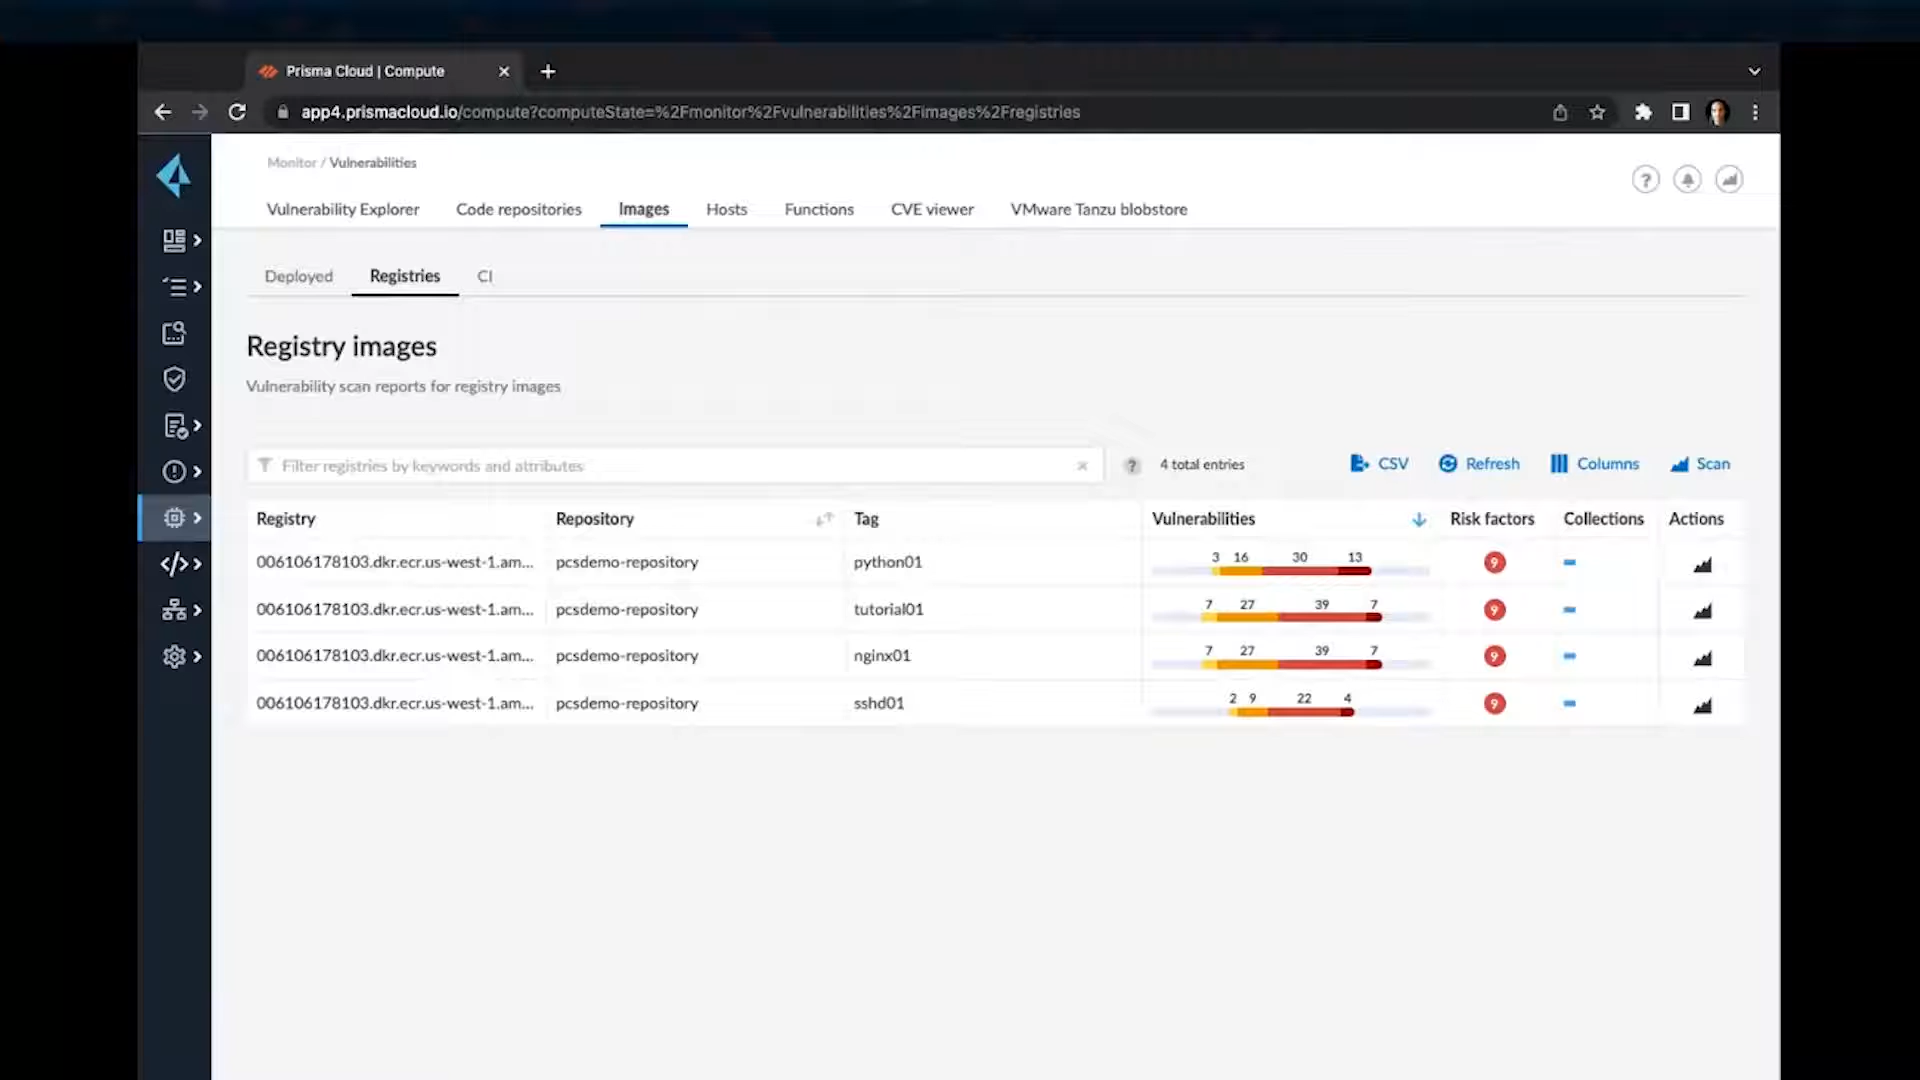 Prisma Cloud | Compute
app4.prismacloud.io/compute?computeState=%2Fmonitor%2Fvulnerabilities%2Fimages%2Fregistries
Monitor / Vulnerabilities
Vulnerability Explorer Code repositories Images Hosts Functions CVE viewer VMware Tanzu blobstore
Deployed Registries CI
Registry images
Vulnerability scan reports for registry images
Filter registries by keywords and attributes ? 4 total entries CSV Refresh Columns Scan
Registry Repository Tag Vulnerabilities Risk factors Collections Actions
006106178103.dkr.ecr.us-west-1.am... pcsdemo-repository python01 3 16 30 13 9
006106178103.dkr.ecr.us-west-1.am... pcsdemo-repository tutorial01 7 27 39 7 9
006106178103.dkr.ecr.us-west-1.am... pcsdemo-repository nginx01 7 27 39 7 9
006106178103.dkr.ecr.us-west-1.am... pcsdemo-repository sshd01 2 9 22 4 9